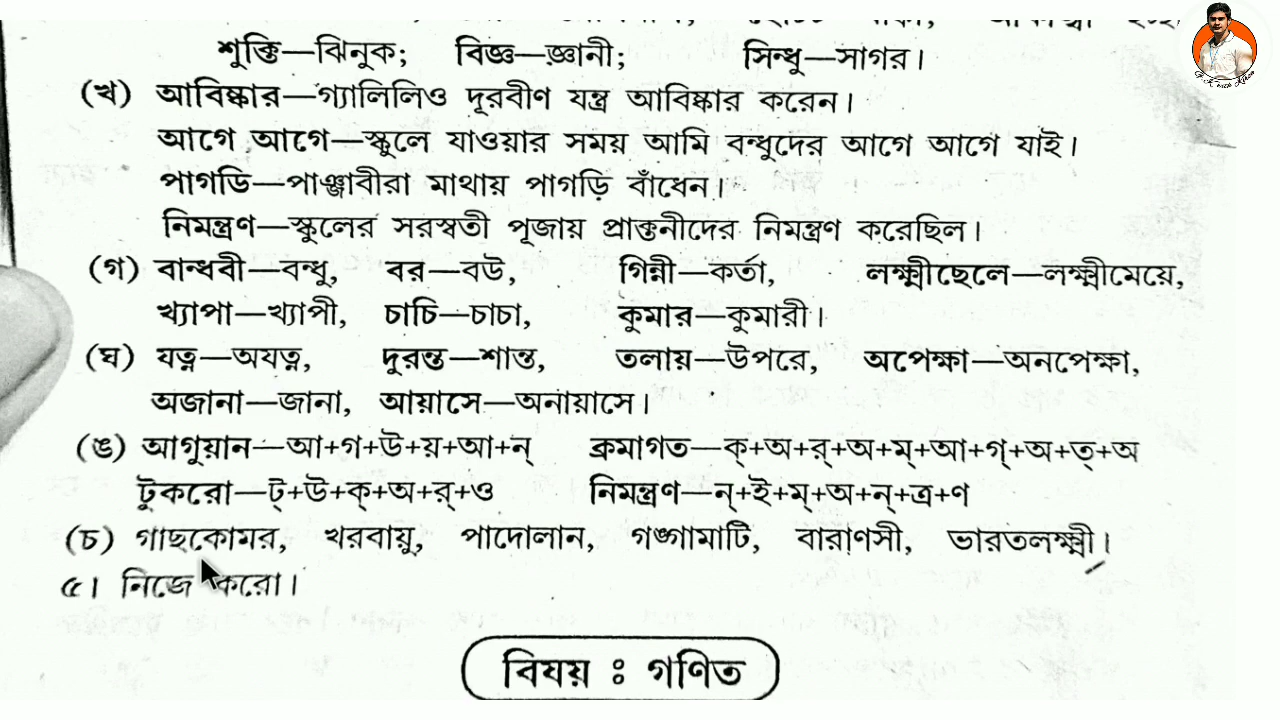 শুক্তি—ঝিনুক; বিজ্ঞ—জ্ঞানী; সিন্ধু—সাগর।
(খ) আবিষ্কার—গ্যালিলিও দূরবীণ যন্ত্র আবিষ্কার করেন।
আগে আগে—স্কুলে যাওয়ার সময় আমি বন্ধুদের আগে আগে যাই।
পাগড়ি—পাঞ্জাবীরা মাথায় পাগড়ি বাঁধেন।
নিমন্ত্রণ—স্কুলের সরস্বতী পূজায় প্রাক্তনীদের নিমন্ত্রণ করেছিল।
(গ) বান্ধবী—বন্ধু, বর—বউ, গিন্নী—কর্তা, লক্ষ্মীছেলে—লক্ষ্মীমেয়ে,
খ্যাপা—খ্যাপী, চাচি—চাচা, কুমার—কুমারী।
(ঘ) যত্ন—অযত্ন, দুরন্ত—শান্ত, তলায়—উপরে, অপেক্ষা—অনপেক্ষা,
অজানা—জানা, আয়াসে—অনায়াসে।
(ঙ) আগুয়ান—আ+গ+উ+য়+আ+ন্ ক্রমাগত—ক্+অ+র্+অ+ম্+আ+গ্+অ+ত্+অ
টুকরো—ট্+উ+ক্+অ+র্+ও নিমন্ত্রণ—ন্+ই+ম্+অ+ন্+ত্র+ণ
(চ) গাছকোমর, খরবায়ু, পাদোলান, গঙ্গামাটি, বারাণসী, ভারতলক্ষ্মী।
৫। নিজে করো।
বিষয় ঃ গণিত